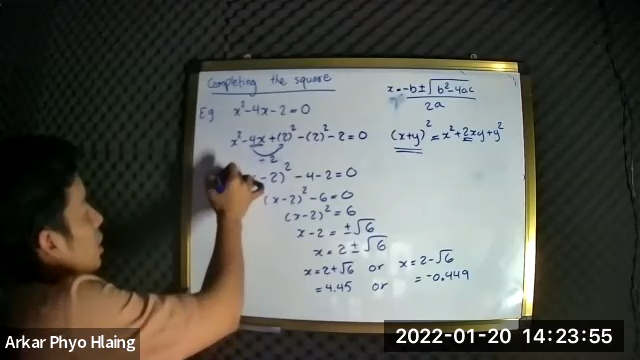 Completing the square
Eg x²-4x-2=0
x²-4x+(2)²-(2)²-2=0
÷2
x-2)²-4-2=0
(x-2)²-6=0
(x-2)²=6
x-2=±√6
x=2±√6
x=2+√6 or x=2-√6
=4.45 or =-0.449
x=-b±√b²-4ac
2a
(x+y)²=x²+2xy+y²
Arkar Phyo Hlaing
2022-01-20 14:23:55